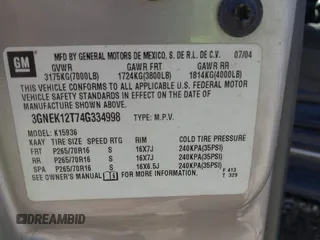 GM
MFD BY GENERAL MOTORS DE MEXICO, S. DE R.L. DE C.V. 07/04
GVWR GAWR FRT GAWR RR
3175KG(7000LB) 1724KG(3800LB) 1814KG(4000LB)
THIS VEHICLE CONFORMS TO ALL APPLICABLE U.S. FEDERAL
MOTOR VEHICLE SAFETY STANDARDS IN EFFECT ON THE DATE
OF MANUFACTURE SHOWN ABOVE.
3GNEK12T74G334998 TYPE: M.P.V.
MODEL: K15936
XAAY TIRE SIZE SPEED RTG RIM COLD TIRE PRESSURE
FRT P265/70R16 S 16X7J 240KPA(35PSI)
RR P265/70R16 S 16X7J 240KPA(35PSI)
SPA P265/70R16 S 16X6.5J 240KPA(35PSI)
SEE OWNER'S MANUAL FOR MORE INFORMATION.
F 413
T 329
DREAMBID